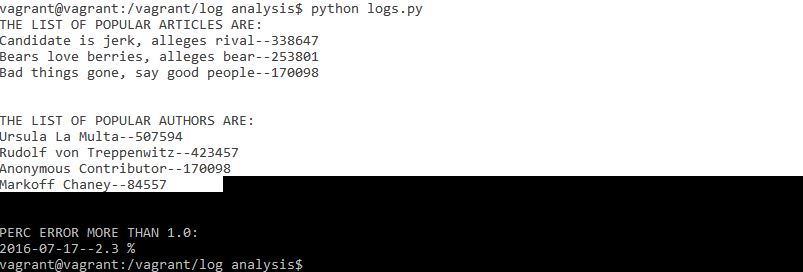 vagrant@vagrant:/vagrant/log analysis$ python logs.py
THE LIST OF POPULAR ARTICLES ARE:
Candidate is jerk, alleges rival--338647
Bears love berries, alleges bear--253801
Bad things gone, say good people--170098
THE LIST OF POPULAR AUTHORS ARE:
Ursula La Multa--507594
Rudolf von Treppenwitz--423457
Anonymous Contributor--170098
Markoff Chaney--84557
PERC ERROR MORE THAN 1.0:
2016-07-17--2.3 %
vagrant@vagrant:/vagrant/log analysis$